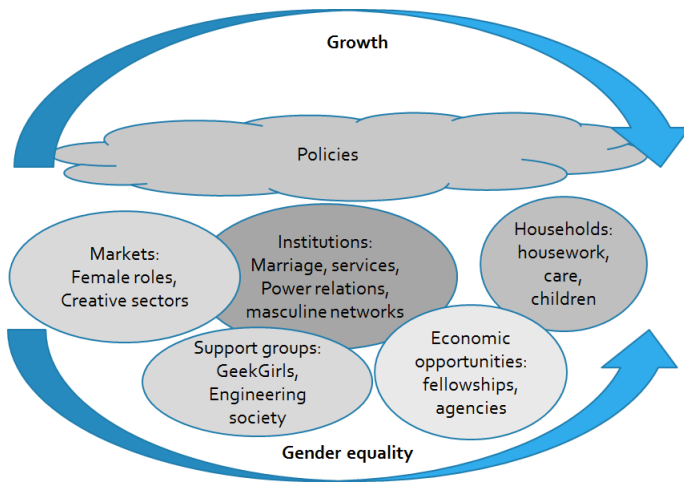 Growth
Policies
Markets:
Female roles,
Creative sectors
Institutions:
Marriage, services,
Power relations,
masculine networks
Households:
housework,
care,
children
Support groups:
GeekGirls,
Engineering
society
Economic
opportunities:
fellowships,
agencies
Gender equality